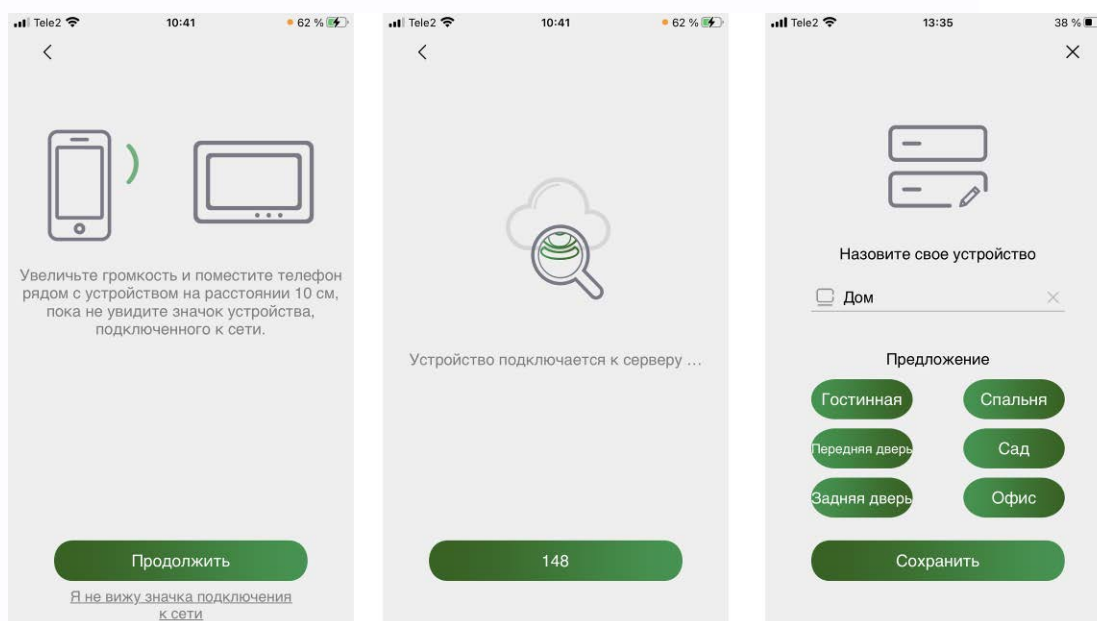 Tele2 10:41 62 %
Увеличьте громкость и поместите телефон
рядом с устройством на расстоянии 10 см,
пока не увидите значок устройства,
подключенного к сети.
Продолжить
Я не вижу значка подключения
к сети
Tele2 10:41 62 %
Устройство подключается к серверу ...
148
Tele2 13:35 38 %
Назовите свое устройство
Дом
Предложение
Гостинная Спальня
Передняя дверь Сад
Задняя дверь Офис
Сохранить